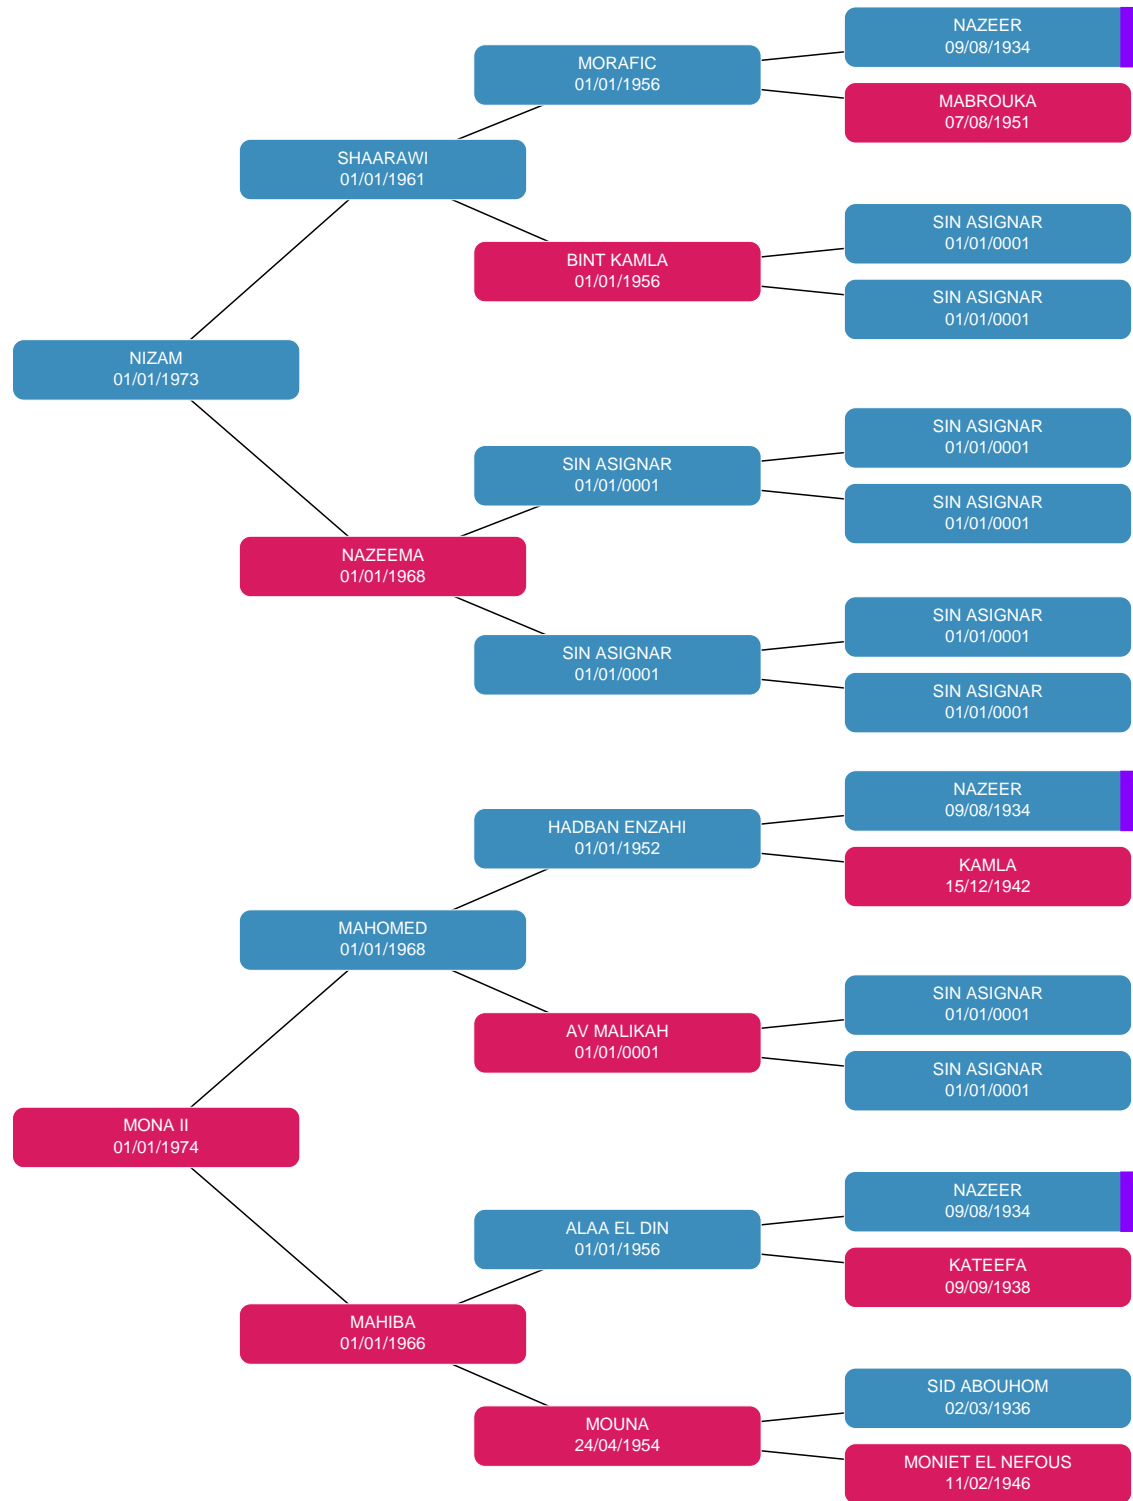 NAZEER
09/08/1934
MORAFIC
01/01/1956
MABROUKA
07/08/1951
SHAARAWI
01/01/1961
SIN ASIGNAR
01/01/0001
BINT KAMLA
01/01/1956
SIN ASIGNAR
01/01/0001
NIZAM
01/01/1973
SIN ASIGNAR
01/01/0001
SIN ASIGNAR
01/01/0001
SIN ASIGNAR
01/01/0001
NAZEEMA
01/01/1968
SIN ASIGNAR
01/01/0001
SIN ASIGNAR
01/01/0001
SIN ASIGNAR
01/01/0001
NAZEER
09/08/1934
HADBAN ENZAHI
01/01/1952
KAMLA
15/12/1942
MAHOMED
01/01/1968
SIN ASIGNAR
01/01/0001
AV MALIKAH
01/01/0001
SIN ASIGNAR
01/01/0001
MONA II
01/01/1974
NAZEER
09/08/1934
ALAA EL DIN
01/01/1956
KATEEFA
09/09/1938
MAHIBA
01/01/1966
SID ABOUHOM
02/03/1936
MOUNA
24/04/1954
MONIET EL NEFOUS
11/02/1946